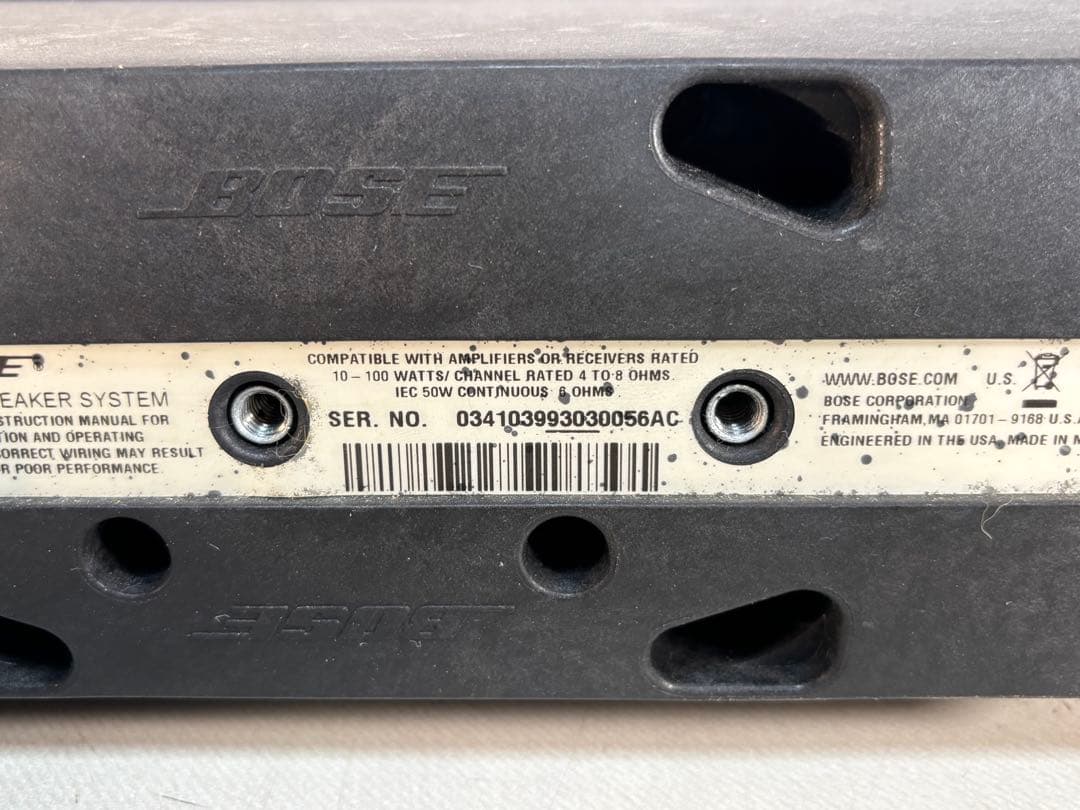 BOSE
E®
EAKER SYSTEM
STRUCTION MANUAL FOR
TION AND OPERATING
CORRECT WIRING MAY RESULT
R POOR PERFORMANCE.
COMPATIBLE WITH AMPLIFIERS OR RECEIVERS RATED
10 – 100 WATTS/ CHANNEL RATED 4 TO 8 OHMS.
IEC 50W CONTINUOUS 6 OHMS
SER. NO. 034103993030056AC
WWW.BOSE.COM U.S.
BOSE CORPORATION,
FRAMINGHAM, MA 01701 – 9168 U.S.A
ENGINEERED IN THE USA, MADE IN M
BOSE